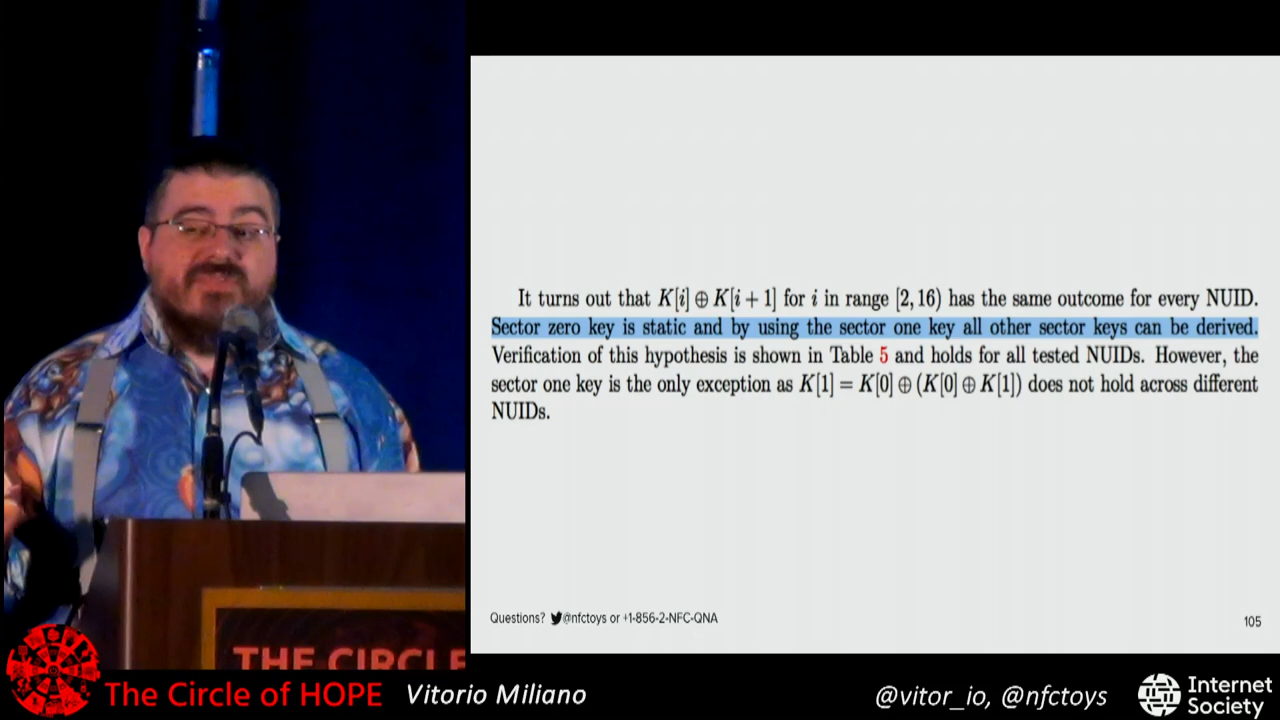 It turns out that K[i] ⊕ K[i + 1] for i in range [2, 16) has the same outcome for every NUID.
Sector zero key is static and by using the sector one key all other sector keys can be derived.
Verification of this hypothesis is shown in Table 5 and holds for all tested NUIDs. However, the
sector one key is the only exception as K[1] = K[0] ⊕ (K[0] ⊕ K[1]) does not hold across different
NUIDs.
Questions? @nfctoys or +1-856-2-NFC-QNA
105
THE CIRCLE
The Circle of HOPE
Vitorio Miliano
@vitor_io, @nfctoys
Internet
Society